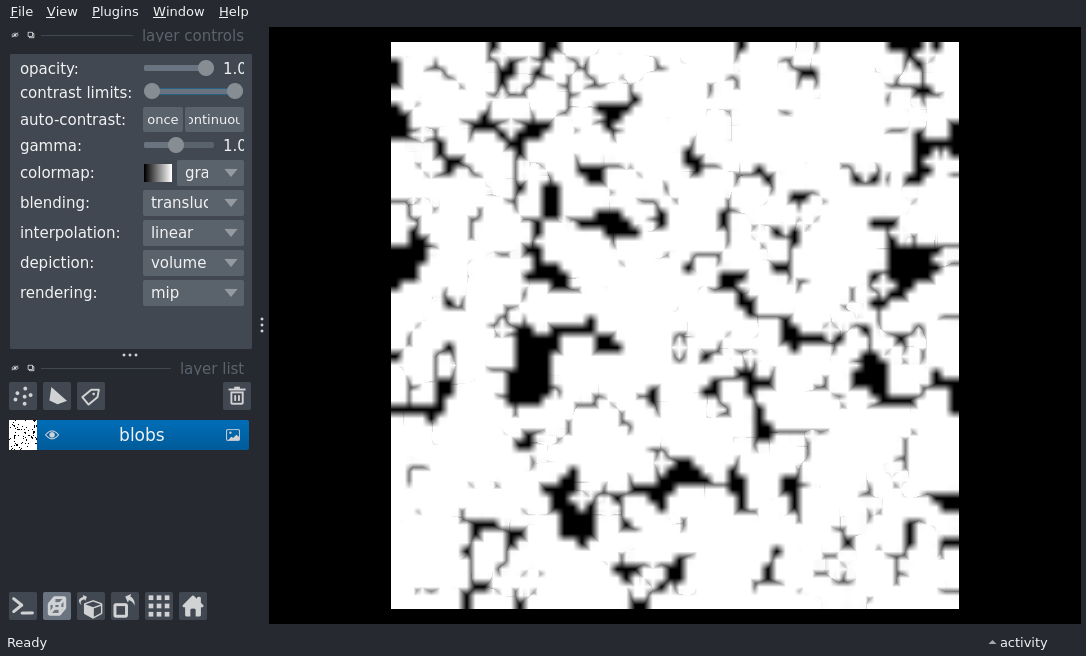 File View Plugins Window Help
layer controls
opacity: 1.0
contrast limits:
auto-contrast: once ontinuou
gamma: 1.0
colormap: gra
blending: transluc
interpolation: linear
depiction: volume
rendering: mip
layer list
blobs
Ready activity